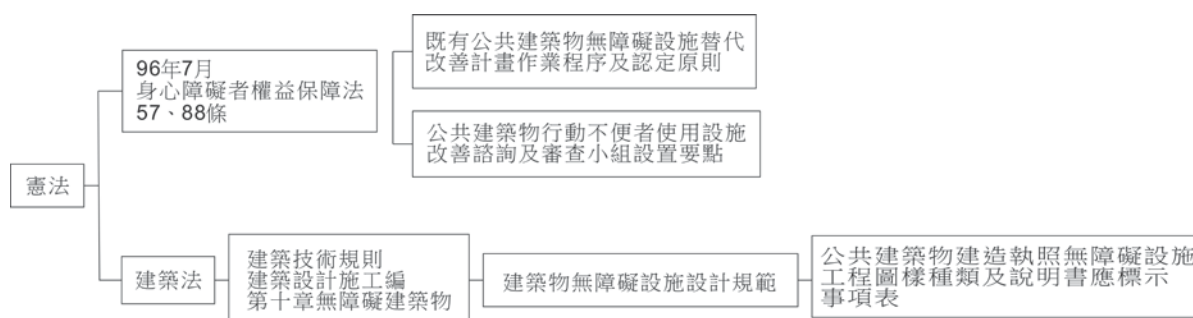 憲法
96年7月
身心障礙者權益保障法
57、88條
既有公共建築物無障礙設施替代
改善計畫作業程序及認定原則
公共建築物行動不便者使用設施
改善諮詢及審查小組設置要點
建築法
建築技術規則
建築設計施工編
第十章無障礙建築物
建築物無障礙設施設計規範
公共建築物建造執照無障礙設施
工程圖樣種類及說明書應標示
事項表